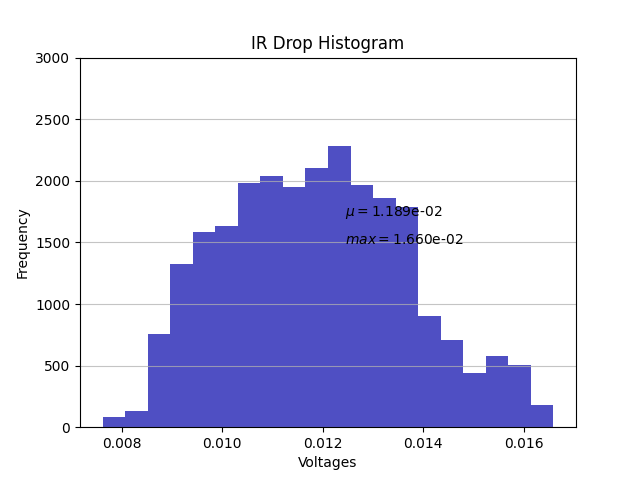 IR Drop Histogram
3000
2500
2000
1500
1000
500
0
Frequency
μ = 1.189e-02
max = 1.660e-02
0.008 0.010 0.012 0.014 0.016
Voltages